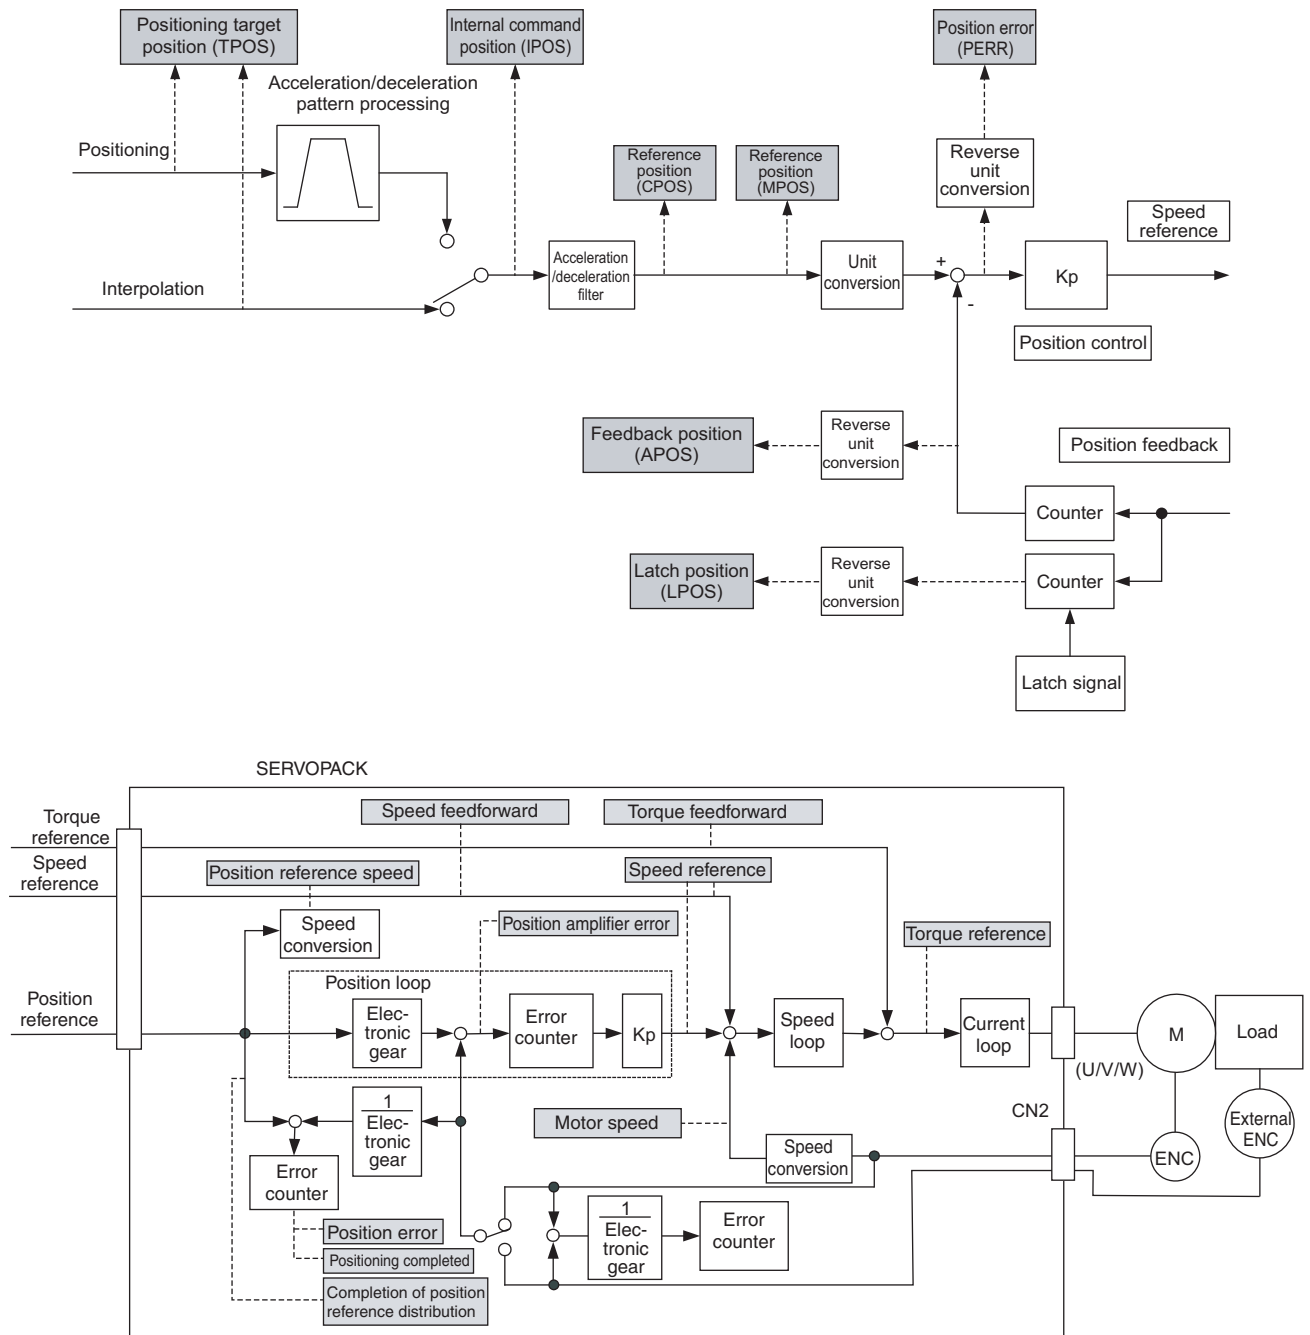 Positioning target
position (TPOS)
Internal command
position (IPOS)
Position error
(PERR)
Acceleration/deceleration
pattern processing
Positioning
Reference
position
(CPOS)
Reference
position
(MPOS)
Reverse
unit
conversion
Speed
reference
Interpolation
Acceleration
/deceleration
filter
Unit
conversion
+
-
Kp
Position control
Feedback position
(APOS)
Reverse
unit
conversion
Position feedback
Counter
Latch position
(LPOS)
Reverse
unit
conversion
Counter
Latch signal
SERVOPACK
Torque
reference
Speed
reference
Speed feedforward
Torque feedforward
Position reference speed
Speed reference
Speed
conversion
Position amplifier error
Torque reference
Position
reference
Position loop
Elec-
tronic
gear
Error
counter
Kp
Speed
loop
Current
loop
M
Load
(U/V/W)
CN2
1
Elec-
tronic
gear
Motor speed
External
ENC
Error
counter
Speed
conversion
ENC
Position error
Positioning completed
Completion of position
reference distribution
1
Elec-
tronic
gear
Error
counter